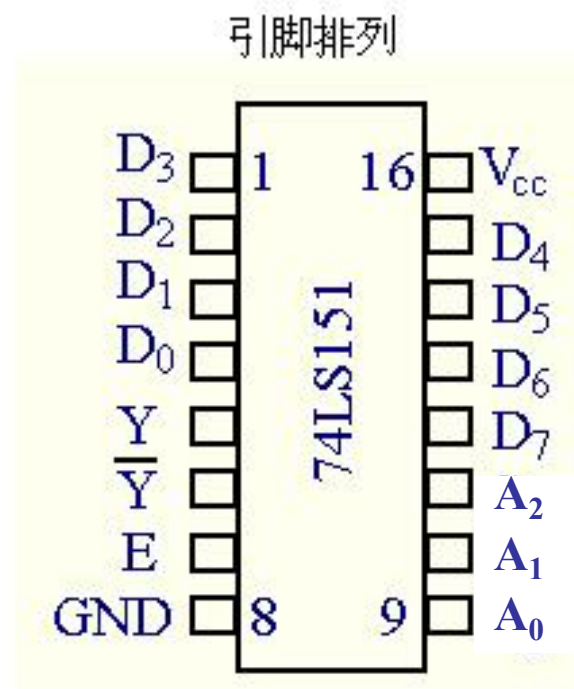 引脚排列
D₃ 1 16 Vcc
D₂ D₄
D₁ D₅
D₀ D₆
Y D₇
Y̅ A₂
E A₁
GND 8 9 A₀
74LS151